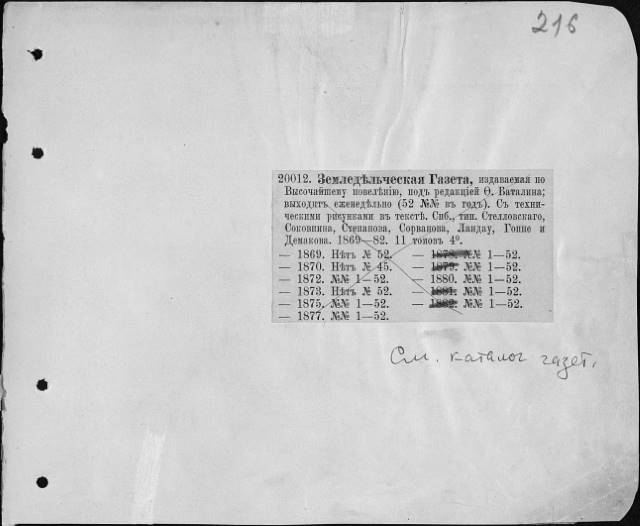 216
20012. Земледѣльческая Газета, издаваемая по
Высочайшему повелѣнію, подъ редакціей Ѳ. Баталина;
выходитъ еженедѣльно (52 №№ въ годъ). Съ техни-
ческими рисунками въ текстѣ. Спб., тип. Стелловскаго,
Соковнина, Степанова, Сорванова, Ландау, Гоппе и
Демакова. 1869—82. 11 томовъ 4º.
— 1869. Нѣтъ № 52. — 1878. №№ 1—52.
— 1870. Нѣтъ № 45. — 1879. №№ 1—52.
— 1872. №№ 1—52. — 1880. №№ 1—52.
— 1873. Нѣтъ № 52. — 1881. №№ 1—52.
— 1875. №№ 1—52. — 1882. №№ 1—52.
— 1877. №№ 1—52.
См. каталог газет.